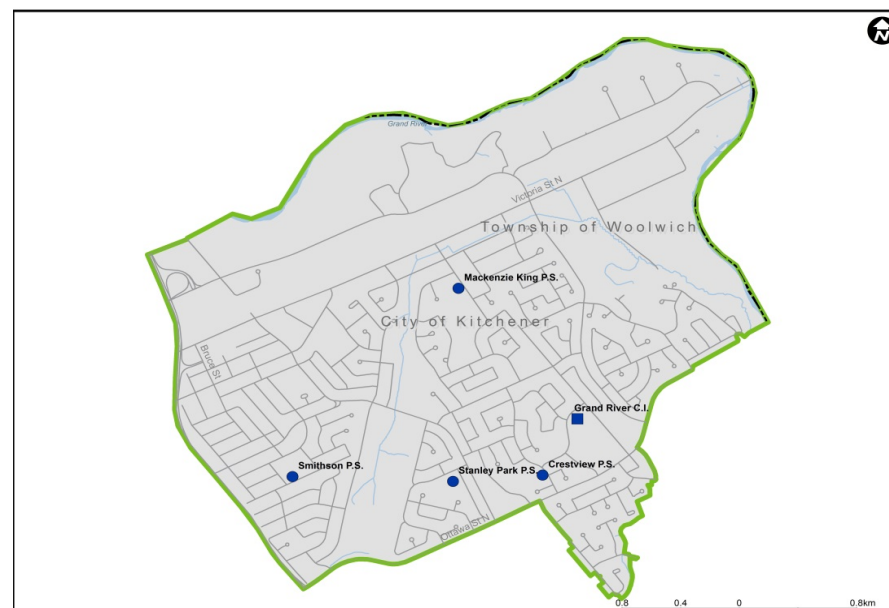 N
Grand River
Victoria St N
Township of Woolwich
Mackenzie King P.S.
City of Kitchener
Bruce St
Grand River C.I.
Smithson P.S.
Stanley Park P.S.
Crestview P.S.
Ottawa St N
0.8 0.4 0 0.8km